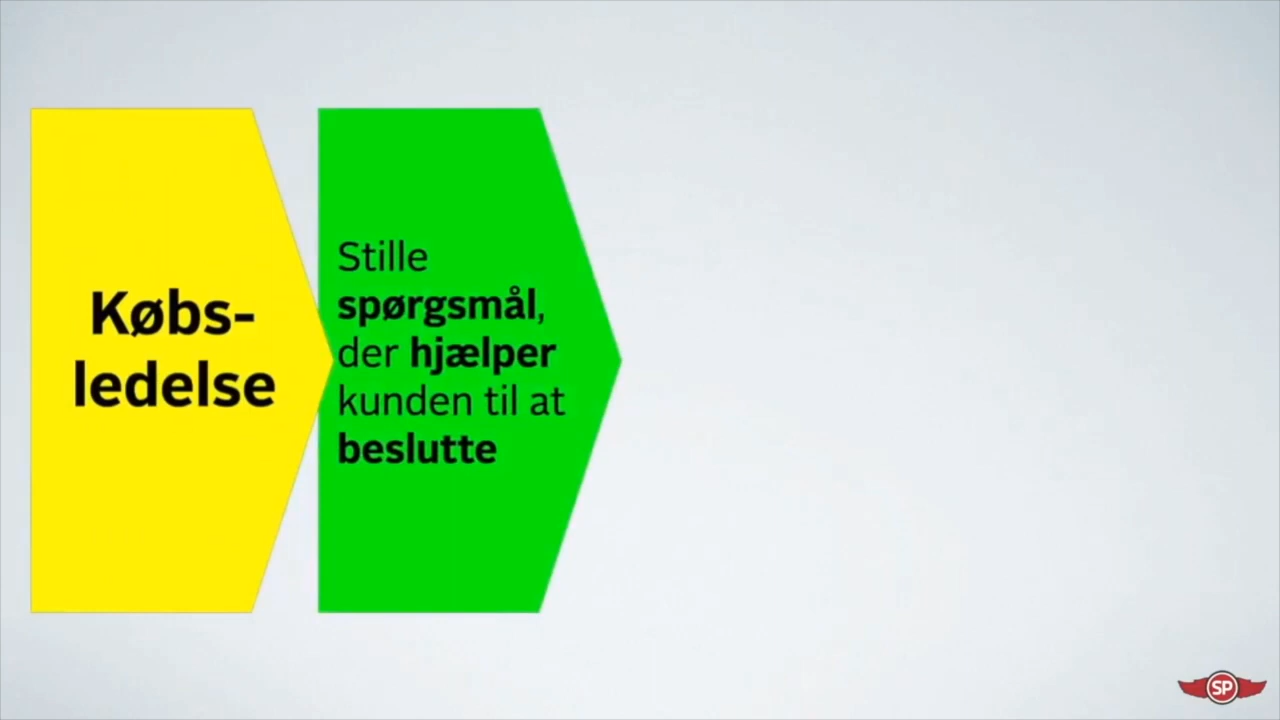 Købs-
ledelse
Stille
spørgsmål,
der hjælper
kunden til at
beslutte
SP